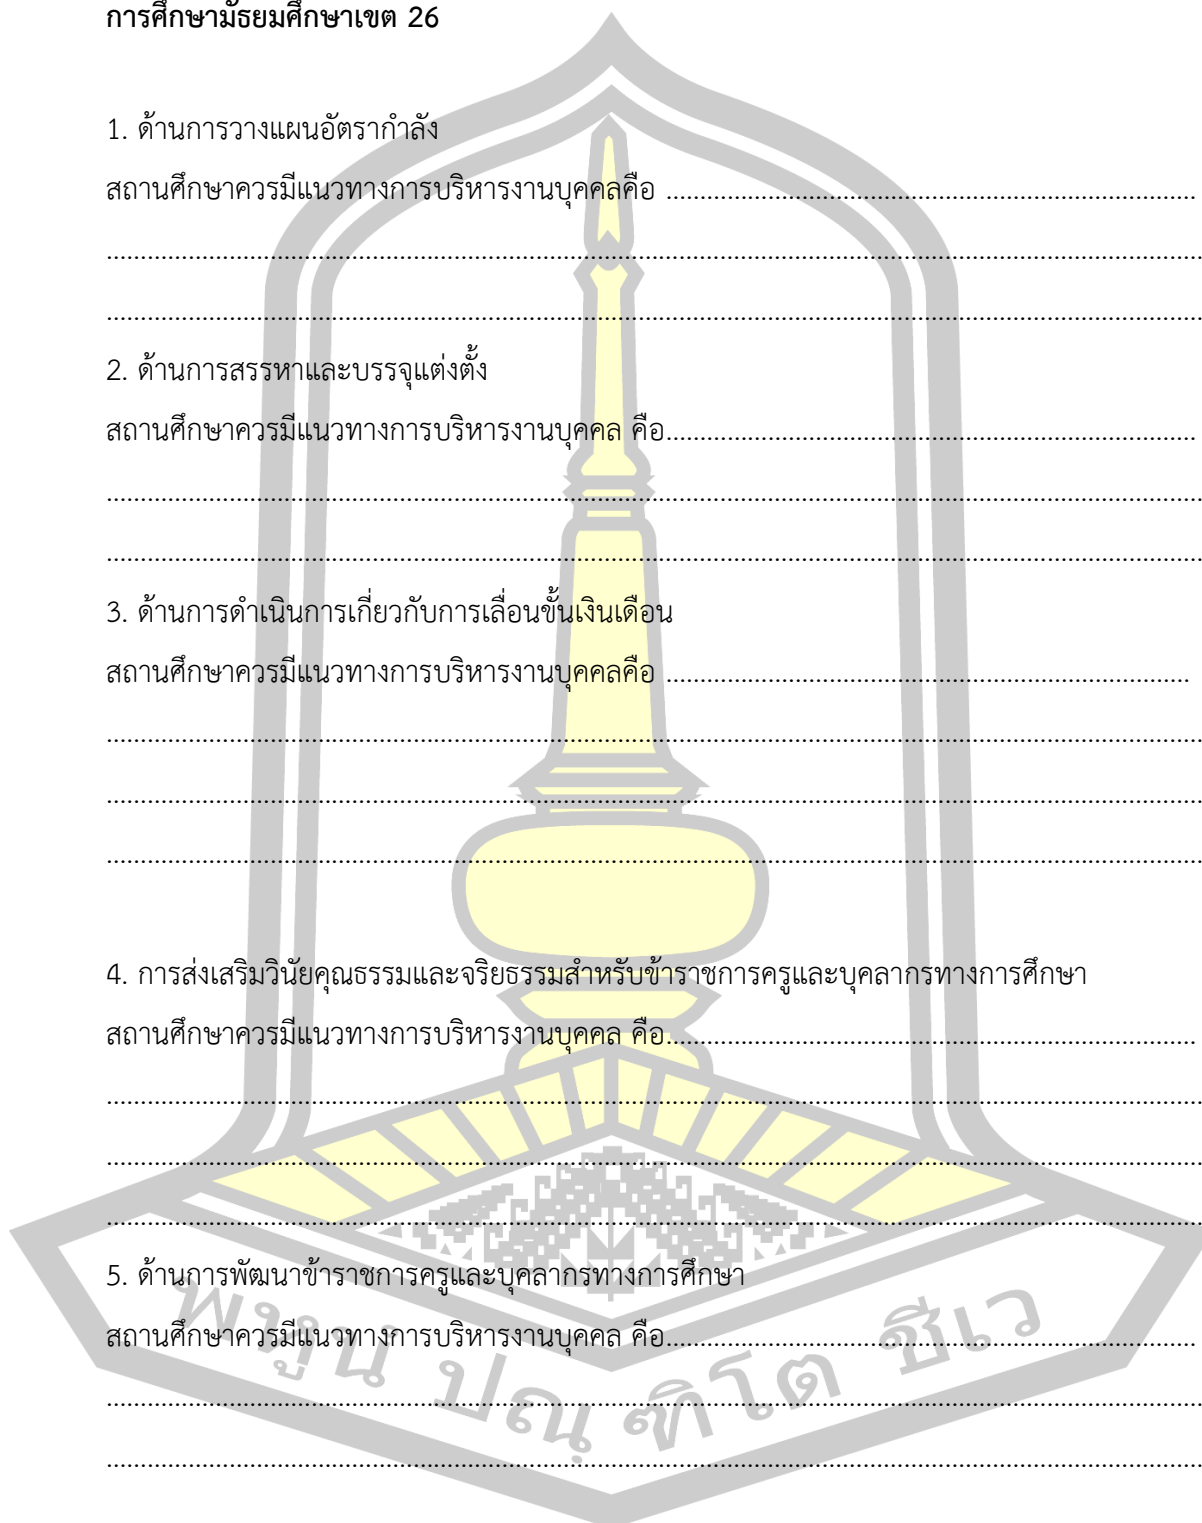 การศึกษามัธยมศึกษาเขต 26
1. ด้านการวางแผนอัตรากำลัง
สถานศึกษาควรมีแนวทางการบริหารงานบุคคลคือ ..............................................................................
.................................................................................................................................................................
.................................................................................................................................................................
2. ด้านการสรรหาและบรรจุแต่งตั้ง
สถานศึกษาควรมีแนวทางการบริหารงานบุคคล คือ..............................................................................
.................................................................................................................................................................
.................................................................................................................................................................
3. ด้านการดำเนินการเกี่ยวกับการเลื่อนขั้นเงินเดือน
สถานศึกษาควรมีแนวทางการบริหารงานบุคคลคือ .............................................................................
.................................................................................................................................................................
.................................................................................................................................................................
.................................................................................................................................................................
4. การส่งเสริมวินัยคุณธรรมและจริยธรรมสำหรับข้าราชการครูและบุคลากรทางการศึกษา
สถานศึกษาควรมีแนวทางการบริหารงานบุคคล คือ..............................................................................
.................................................................................................................................................................
.................................................................................................................................................................
.................................................................................................................................................................
5. ด้านการพัฒนาข้าราชการครูและบุคลากรทางการศึกษา
สถานศึกษาควรมีแนวทางการบริหารงานบุคคล คือ..............................................................................
.................................................................................................................................................................
.................................................................................................................................................................
พหูน ปณฺ ฑิโต ชีเว